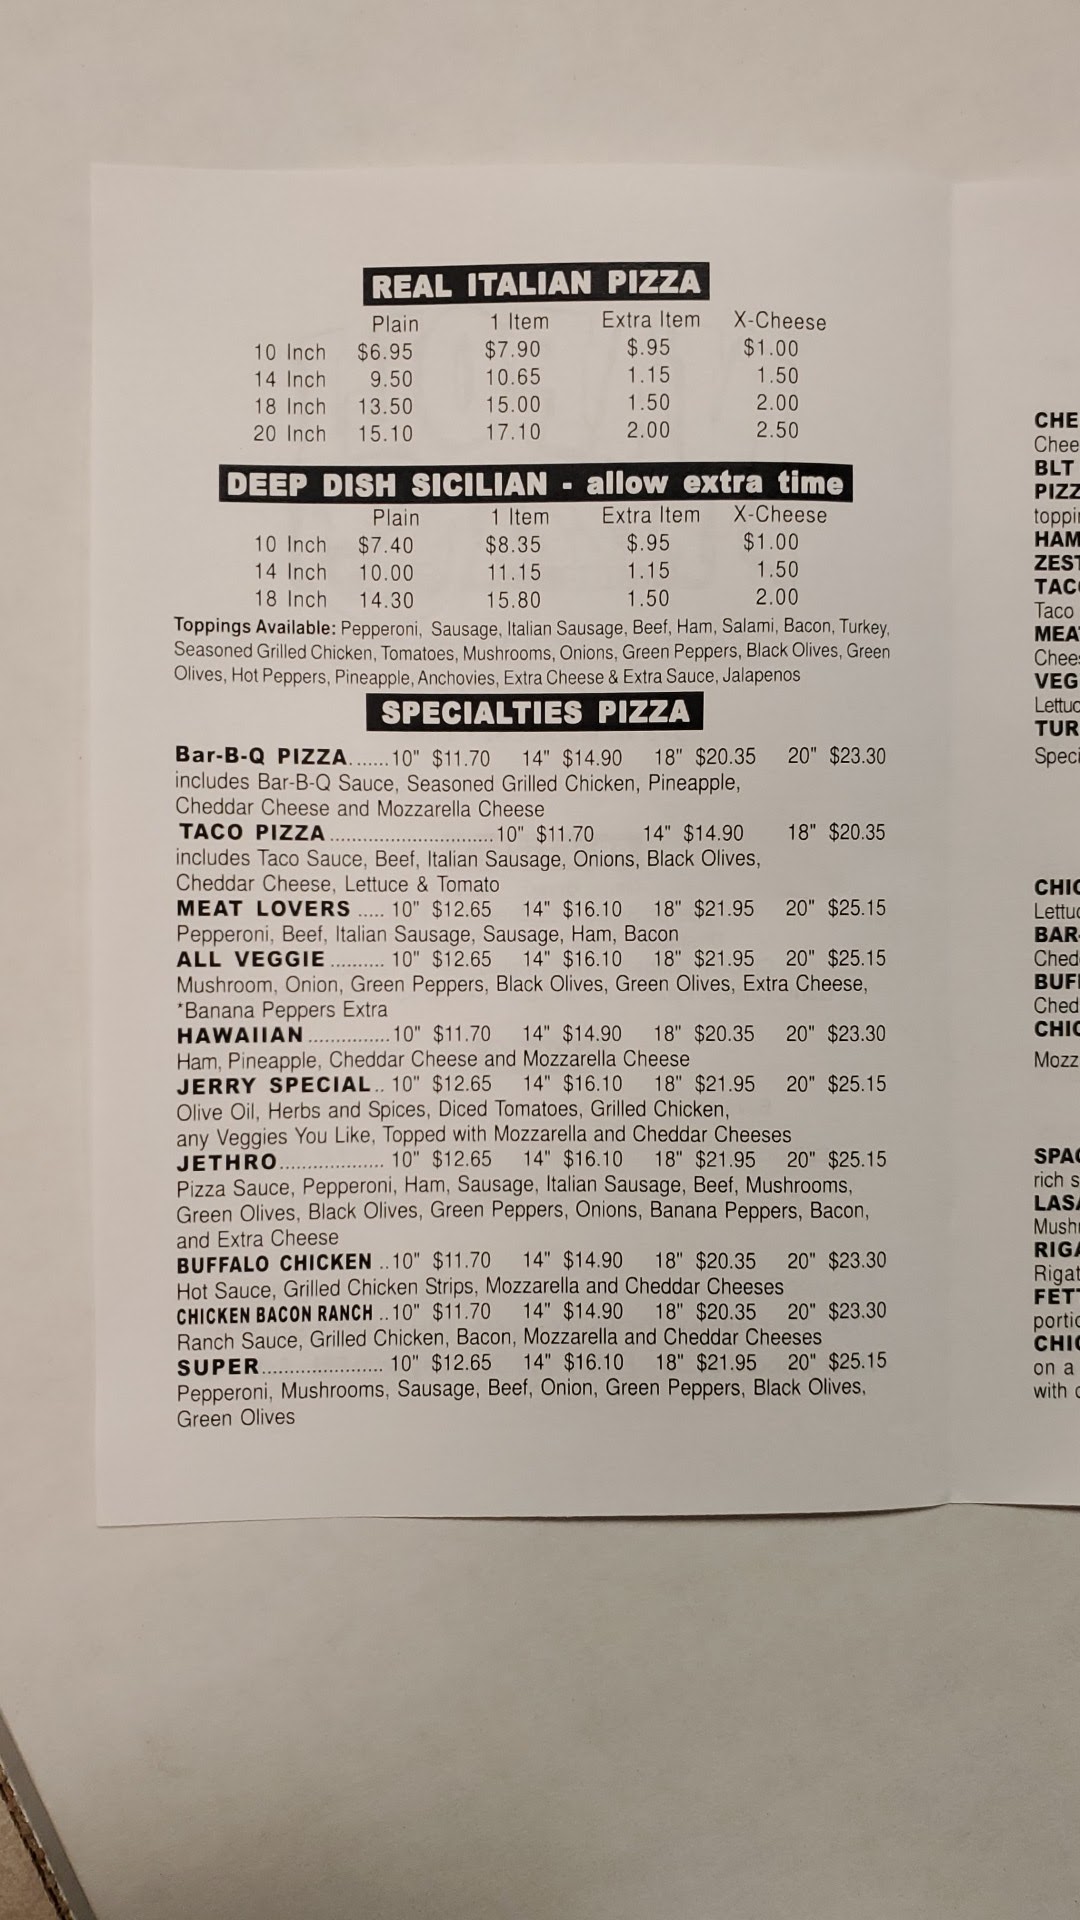 REAL ITALIAN PIZZA
Plain 1 Item Extra Item X-Cheese
10 Inch $6.95 $7.90 $.95 $1.00
14 Inch 9.50 10.65 1.15 1.50
18 Inch 13.50 15.00 1.50 2.00
20 Inch 15.10 17.10 2.00 2.50
DEEP DISH SICILIAN - allow extra time
Plain 1 Item Extra Item X-Cheese
10 Inch $7.40 $8.35 $.95 $1.00
14 Inch 10.00 11.15 1.15 1.50
18 Inch 14.30 15.80 1.50 2.00
Toppings Available: Pepperoni, Sausage, Italian Sausage, Beef, Ham, Salami, Bacon, Turkey,
Seasoned Grilled Chicken, Tomatoes, Mushrooms, Onions, Green Peppers, Black Olives, Green
Olives, Hot Peppers, Pineapple, Anchovies, Extra Cheese & Extra Sauce, Jalapenos
SPECIALTIES PIZZA
Bar-B-Q PIZZA.......10" $11.70 14" $14.90 18" $20.35 20" $23.30
includes Bar-B-Q Sauce, Seasoned Grilled Chicken, Pineapple,
Cheddar Cheese and Mozzarella Cheese
TACO PIZZA............................10" $11.70 14" $14.90 18" $20.35
includes Taco Sauce, Beef, Italian Sausage, Onions, Black Olives,
Cheddar Cheese, Lettuce & Tomato
MEAT LOVERS ..... 10" $12.65 14" $16.10 18" $21.95 20" $25.15
Pepperoni, Beef, Italian Sausage, Sausage, Ham, Bacon
ALL VEGGIE .......... 10" $12.65 14" $16.10 18" $21.95 20" $25.15
Mushroom, Onion, Green Peppers, Black Olives, Green Olives, Extra Cheese,
*Banana Peppers Extra
HAWAIIAN ...............10" $11.70 14" $14.90 18" $20.35 20" $23.30
Ham, Pineapple, Cheddar Cheese and Mozzarella Cheese
JERRY SPECIAL.. 10" $12.65 14" $16.10 18" $21.95 20" $25.15
Olive Oil, Herbs and Spices, Diced Tomatoes, Grilled Chicken,
any Veggies You Like, Topped with Mozzarella and Cheddar Cheeses
JETHRO................... 10" $12.65 14" $16.10 18" $21.95 20" $25.15
Pizza Sauce, Pepperoni, Ham, Sausage, Italian Sausage, Beef, Mushrooms,
Green Olives, Black Olives, Green Peppers, Onions, Banana Peppers, Bacon,
and Extra Cheese
BUFFALO CHICKEN ..10" $11.70 14" $14.90 18" $20.35 20" $23.30
Hot Sauce, Grilled Chicken Strips, Mozzarella and Cheddar Cheeses
CHICKEN BACON RANCH ..10" $11.70 14" $14.90 18" $20.35 20" $23.30
Ranch Sauce, Grilled Chicken, Bacon, Mozzarella and Cheddar Cheeses
SUPER...................... 10" $12.65 14" $16.10 18" $21.95 20" $25.15
Pepperoni, Mushrooms, Sausage, Beef, Onion, Green Peppers, Black Olives,
Green Olives
BLT
Taco
rich s
on a